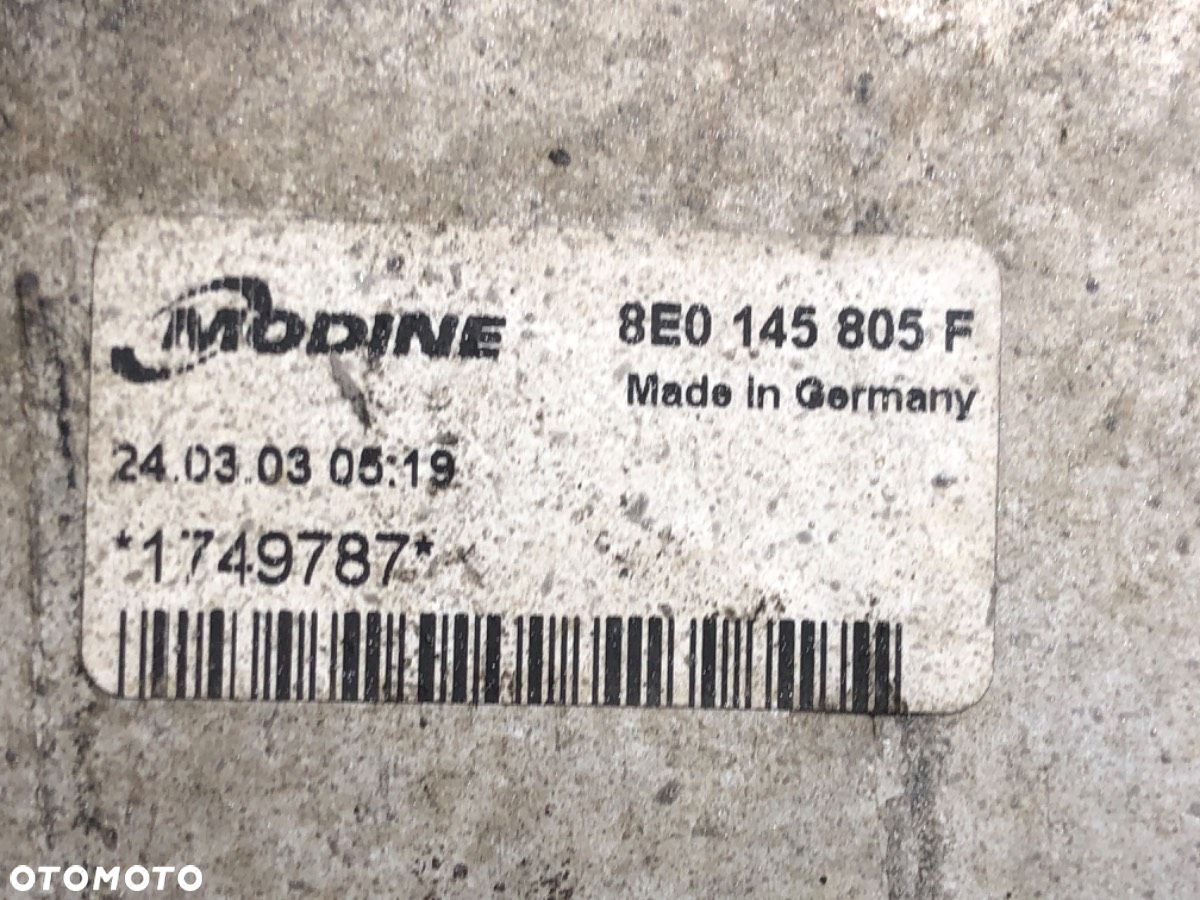 MODINE
8E0 145 805 F
Made in Germany
24.03.03 05:19
*1749787*
OTOMOTO